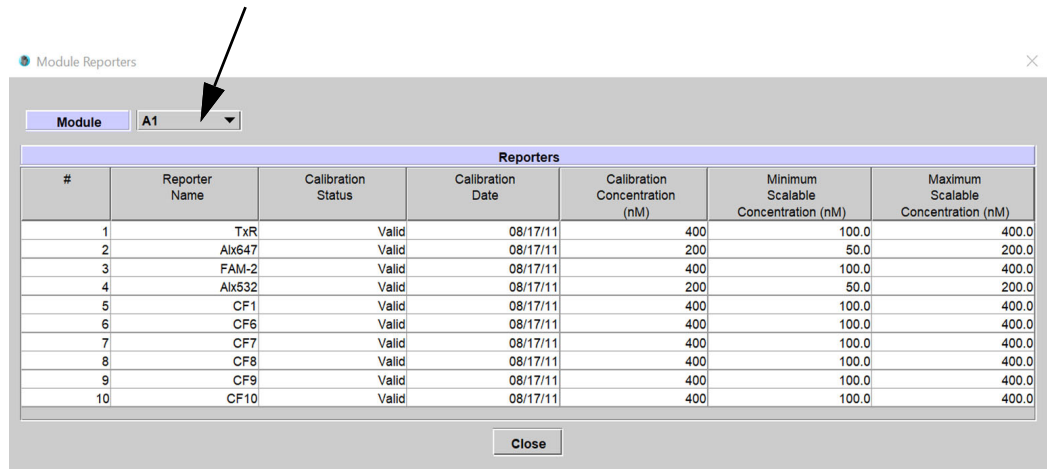 Module Reporters
Module A1
Reporters
# Reporter Name Calibration Status Calibration Date Calibration Concentration (nM) Minimum Scalable Concentration (nM) Maximum Scalable Concentration (nM)
1 TxR Valid 08/17/11 400 100.0 400.0
2 Alx647 Valid 08/17/11 200 50.0 200.0
3 FAM-2 Valid 08/17/11 400 100.0 400.0
4 Alx532 Valid 08/17/11 200 50.0 200.0
5 CF1 Valid 08/17/11 400 100.0 400.0
6 CF6 Valid 08/17/11 400 100.0 400.0
7 CF7 Valid 08/17/11 400 100.0 400.0
8 CF8 Valid 08/17/11 400 100.0 400.0
9 CF9 Valid 08/17/11 400 100.0 400.0
10 CF10 Valid 08/17/11 400 100.0 400.0
Close